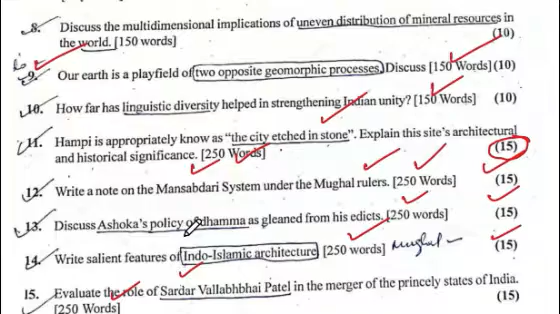 8. Discuss the multidimensional implications of uneven distribution of mineral resources in
the world. [150 words] (10)
9. Our earth is a playfield of two opposite geomorphic processes. Discuss [150 Words] (10)
10. How far has linguistic diversity helped in strengthening Indian unity? [150 Words] (10)
11. Hampi is appropriately know as "the city etched in stone". Explain this site's architectural
and historical significance. [250 Words] (15)
12. Write a note on the Mansabdari System under the Mughal rulers. [250 Words] (15)
13. Discuss Ashoka's policy of dhamma as gleaned from his edicts. [250 words) (15)
14. Write salient features of Indo-Islamic architecture. [250 words] Mughal (15)
15. Evaluate the role of Sardar Vallabhbhai Patel in the merger of the princely states of India.
[250 Words] (15)